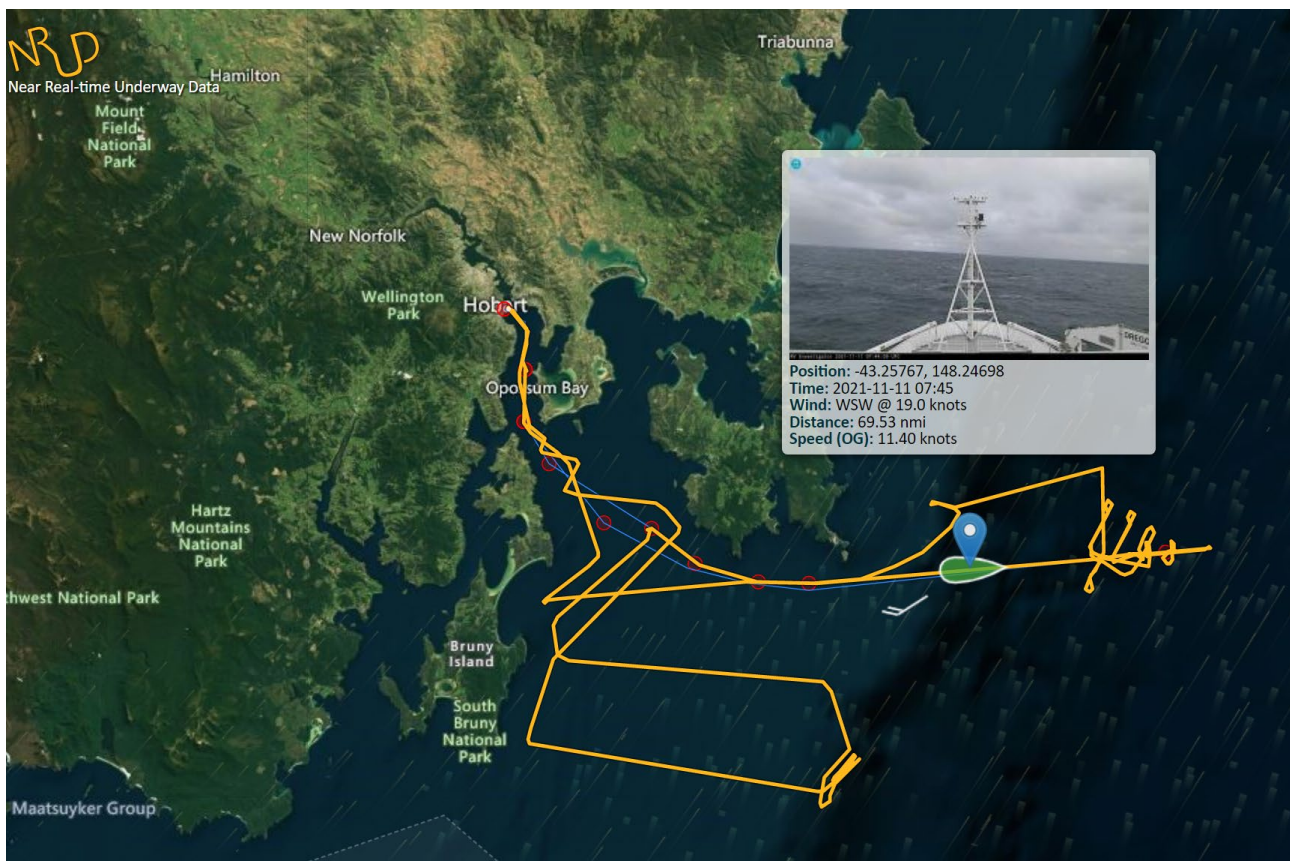 NRUD
Near Real-time Underway Data
Hamilton
Triabunna
Mount
Field
National
Park
New Norfolk
Wellington
Park
Hobart
Opossum Bay
Position: -43.25767, 148.24698
Time: 2021-11-11 07:45
Wind: WSW @ 19.0 knots
Distance: 69.53 nmi
Speed (OG): 11.40 knots
Hartz
Mountains
National
Park
thwest National Park
Bruny
Island
South
Bruny
National
Park
Maatsuyker Group